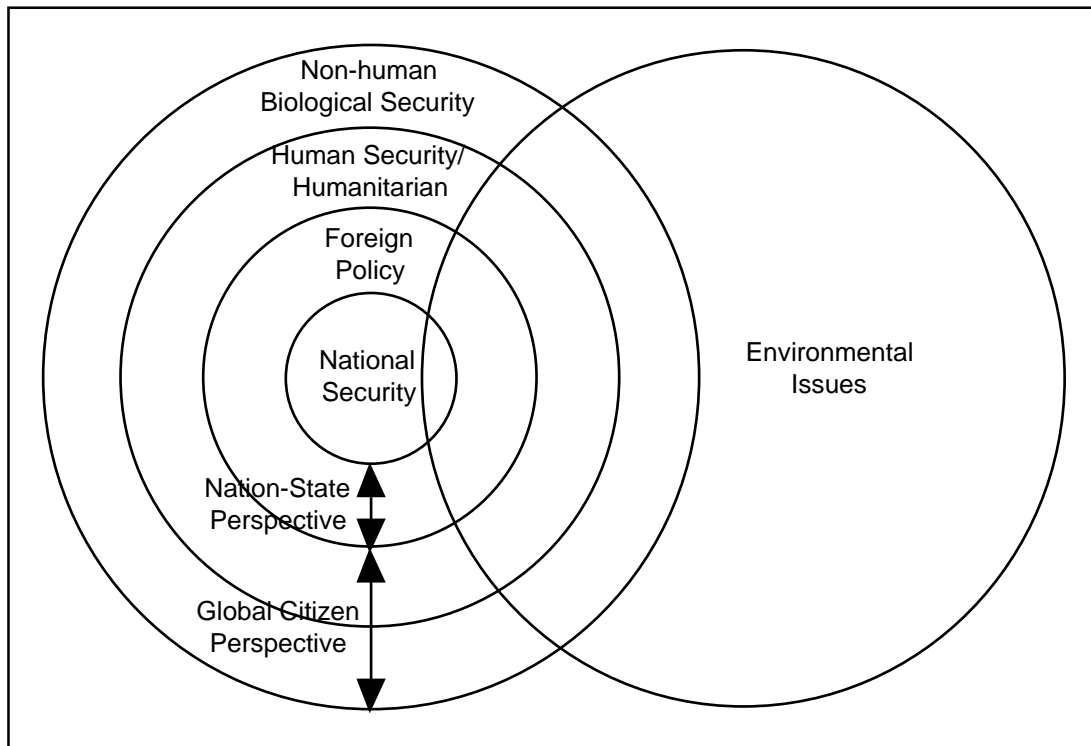 Non-human
Biological Security
Human Security/
Humanitarian
Foreign
Policy
National
Security
Environmental
Issues
Nation-State
Perspective
Global Citizen
Perspective